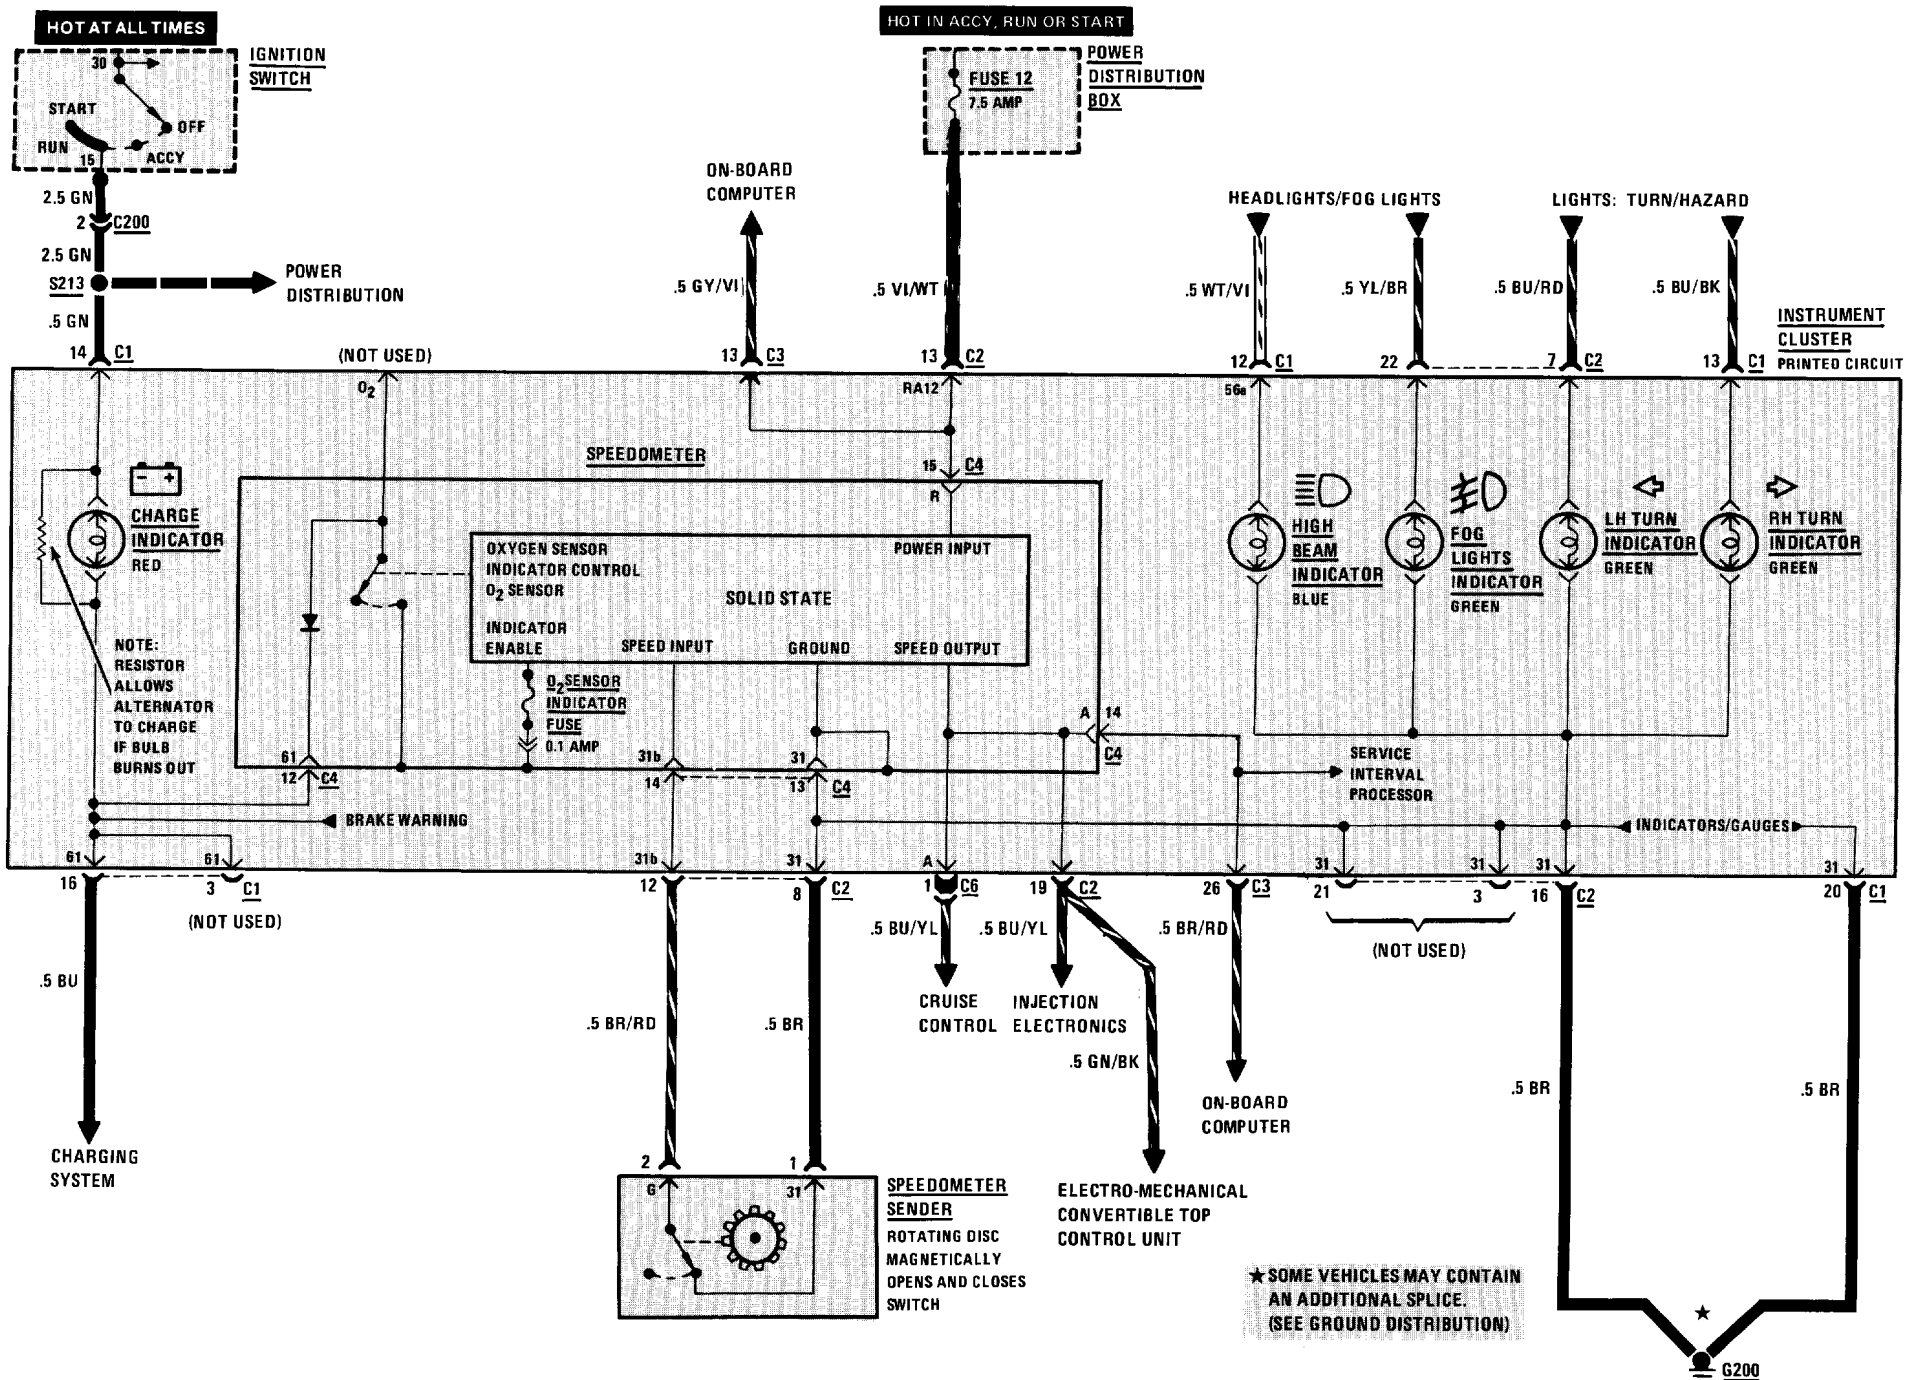 HOT AT ALL TIMES
HOT IN ACCY, RUN OR START
IGNITION
SWITCH
30
START
OFF
RUN
15
ACCY
POWER
DISTRIBUTION
BOX
FUSE 12
7.5 AMP
2.5 GN
2
C200
2.5 GN
S213
POWER
DISTRIBUTION
.5 GN
14
C1
(NOT USED)
O2
ON-BOARD
COMPUTER
.5 GY/VI
13
C3
.5 VI/WT
13
C2
RA12
HEADLIGHTS/FOG LIGHTS
LIGHTS: TURN/HAZARD
.5 WT/VI
.5 YL/BR
.5 BU/RD
.5 BU/BK
12
C1
22
7
C2
13
C1
56a
INSTRUMENT
CLUSTER
PRINTED CIRCUIT
SPEEDOMETER
15
C4
R
- +
CHARGE
INDICATOR
RED
NOTE:
RESISTOR
ALLOWS
ALTERNATOR
TO CHARGE
IF BULB
BURNS OUT
OXYGEN SENSOR
INDICATOR CONTROL
O2 SENSOR
POWER INPUT
SOLID STATE
INDICATOR
ENABLE
SPEED INPUT
GROUND
SPEED OUTPUT
O2 SENSOR
INDICATOR
FUSE
0.1 AMP
HIGH
BEAM
INDICATOR
BLUE
FOG
LIGHTS
INDICATOR
GREEN
LH TURN
INDICATOR
GREEN
RH TURN
INDICATOR
GREEN
A
14
C4
61
12
C4
31b
14
31
13
C4
SERVICE
INTERVAL
PROCESSOR
BRAKE WARNING
INDICATORS/GAUGES
61
61
31b
31
A
31
31
31
31
16
3
C1
(NOT USED)
12
8
C2
1
C6
19
C2
26
C3
21
3
16
C2
20
C1
(NOT USED)
.5 BU
.5 BU/YL
.5 BU/YL
.5 BR/RD
CRUISE
CONTROL
INJECTION
ELECTRONICS
.5 BR/RD
.5 BR
.5 GN/BK
ON-BOARD
COMPUTER
.5 BR
.5 BR
CHARGING
SYSTEM
2
1
G
31
SPEEDOMETER
SENDER
ROTATING DISC
MAGNETICALLY
OPENS AND CLOSES
SWITCH
ELECTRO-MECHANICAL
CONVERTIBLE TOP
CONTROL UNIT
★SOME VEHICLES MAY CONTAIN
AN ADDITIONAL SPLICE.
(SEE GROUND DISTRIBUTION)
★
G200